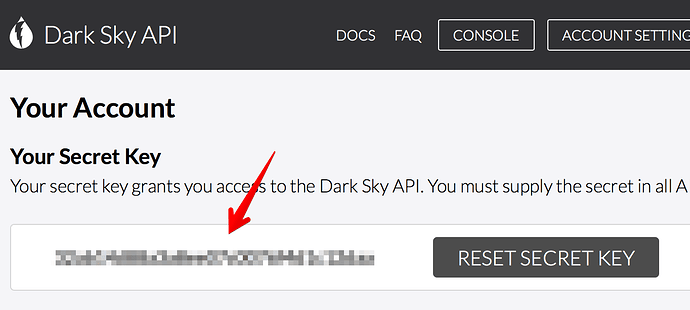 Dark Sky API
DOCS FAQ CONSOLE ACCOUNT SETTING
Your Account
Your Secret Key
Your secret key grants you access to the Dark Sky API. You must supply the secret in all A
RESET SECRET KEY